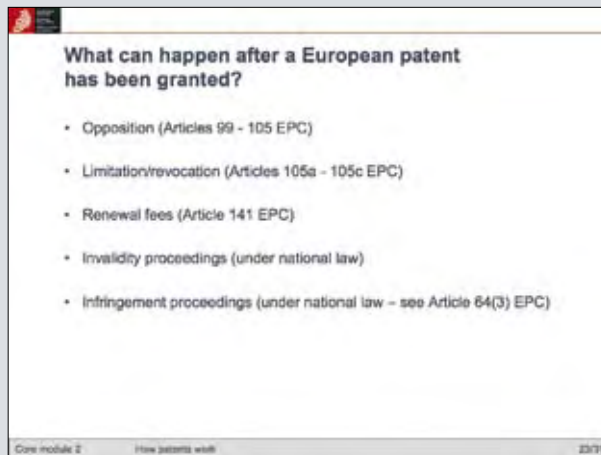 What can happen after a European patent
has been granted?
• Opposition (Articles 99 - 105 EPC)
• Limitation/revocation (Articles 105a - 105c EPC)
• Renewal fees (Article 141 EPC)
• Invalidity proceedings (under national law)
• Infringement proceedings (under national law – see Article 64(3) EPC)
Core module 2 How patents work